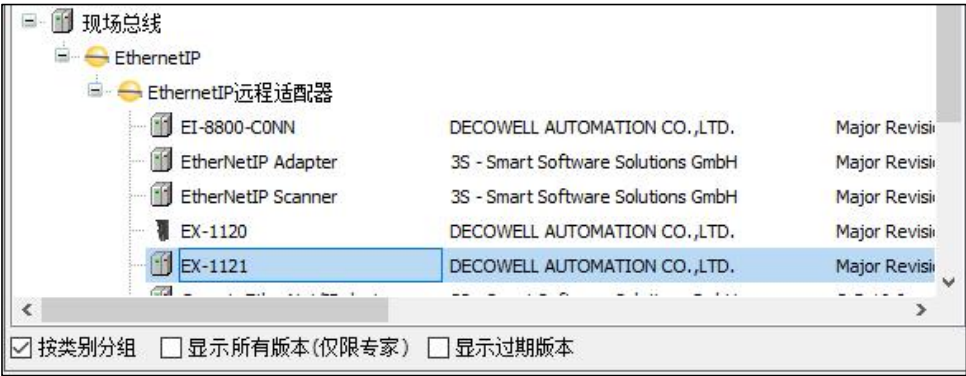 现场总线
EthernetIP
EthernetIP远程适配器
EI-8800-C0NN DECOWELL AUTOMATION CO.,LTD. Major Revisi
EtherNetIP Adapter 3S - Smart Software Solutions GmbH Major Revisi
EtherNetIP Scanner 3S - Smart Software Solutions GmbH Major Revisi
EX-1120 DECOWELL AUTOMATION CO.,LTD. Major Revisi
EX-1121 DECOWELL AUTOMATION CO.,LTD. Major Revisi
按类别分组 显示所有版本(仅限专家) 显示过期版本